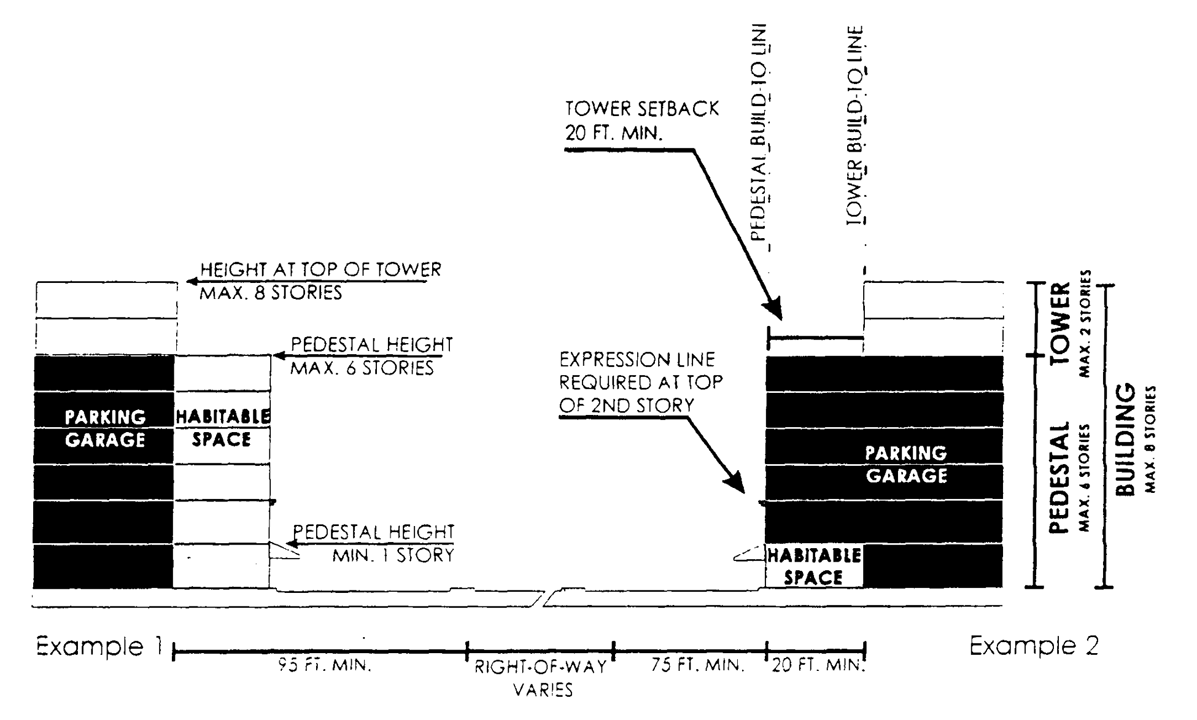 PEDESTAL BUILD-TO LINE
TOWER BUILD-TO LINE
TOWER SETBACK
20 FT. MIN.
HEIGHT AT TOP OF TOWER
MAX. 8 STORIES
PEDESTAL HEIGHT
MAX. 6 STORIES
EXPRESSION LINE
REQUIRED AT TOP
OF 2ND STORY
PARKING
GARAGE
HABITABLE
SPACE
PARKING
GARAGE
PEDESTAL HEIGHT
MIN. 1 STORY
HABITABLE
SPACE
TOWER
MAX. 2 STORIES
PEDESTAL
MAX. 6 STORIES
BUILDING
MAX. 8 STORIES
Example 1
Example 2
95 FT. MIN.
RIGHT-OF-WAY
VARIES
75 FT. MIN.
20 FT. MIN.